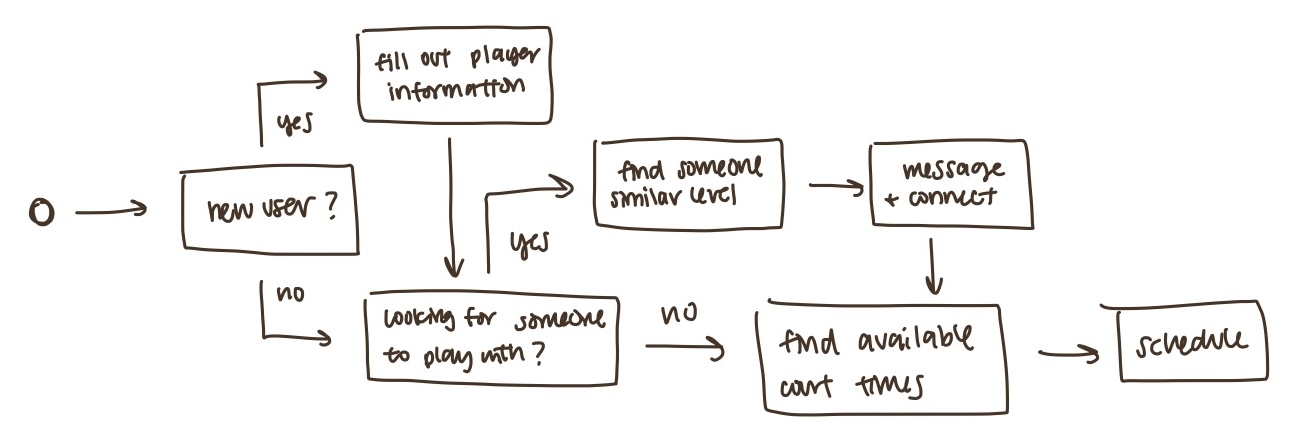 fill out player
information
yes
new user?
no
find someone
similar level
message
+ connect
yes
looking for someone
to play with?
no
find available
court times
schedule